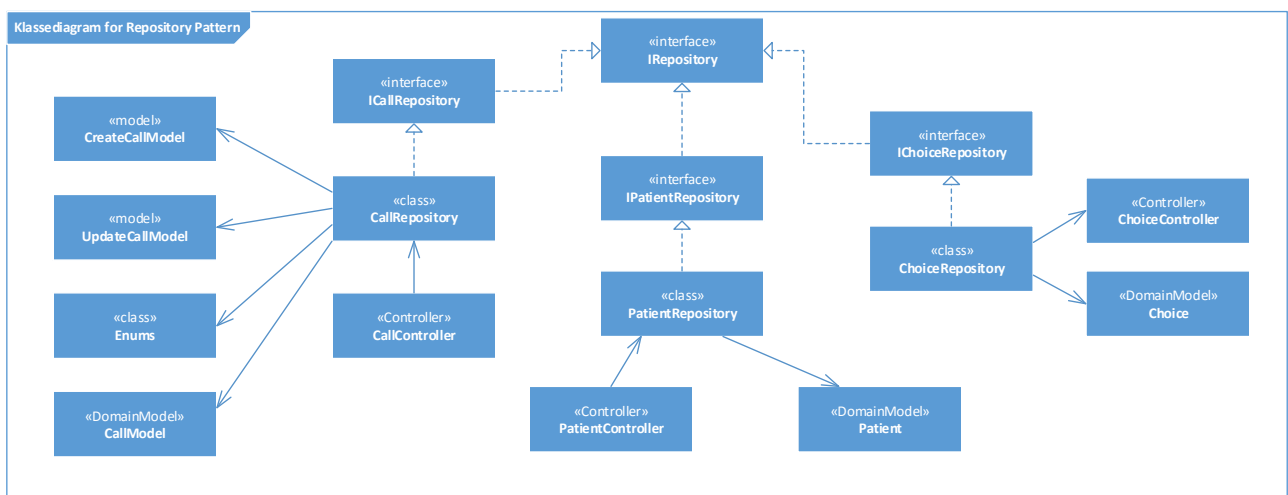 Klassediagram for Repository Pattern
«interface»
IRepository
«interface»
ICallRepository
«model»
CreateCallModel
«interface»
IChoiceRepository
«interface»
IPatientRepository
«class»
CallRepository
«model»
UpdateCallModel
«Controller»
ChoiceController
«class»
ChoiceRepository
«class»
PatientRepository
«class»
Enums
«Controller»
CallController
«DomainModel»
Choice
«DomainModel»
CallModel
«Controller»
PatientController
«DomainModel»
Patient